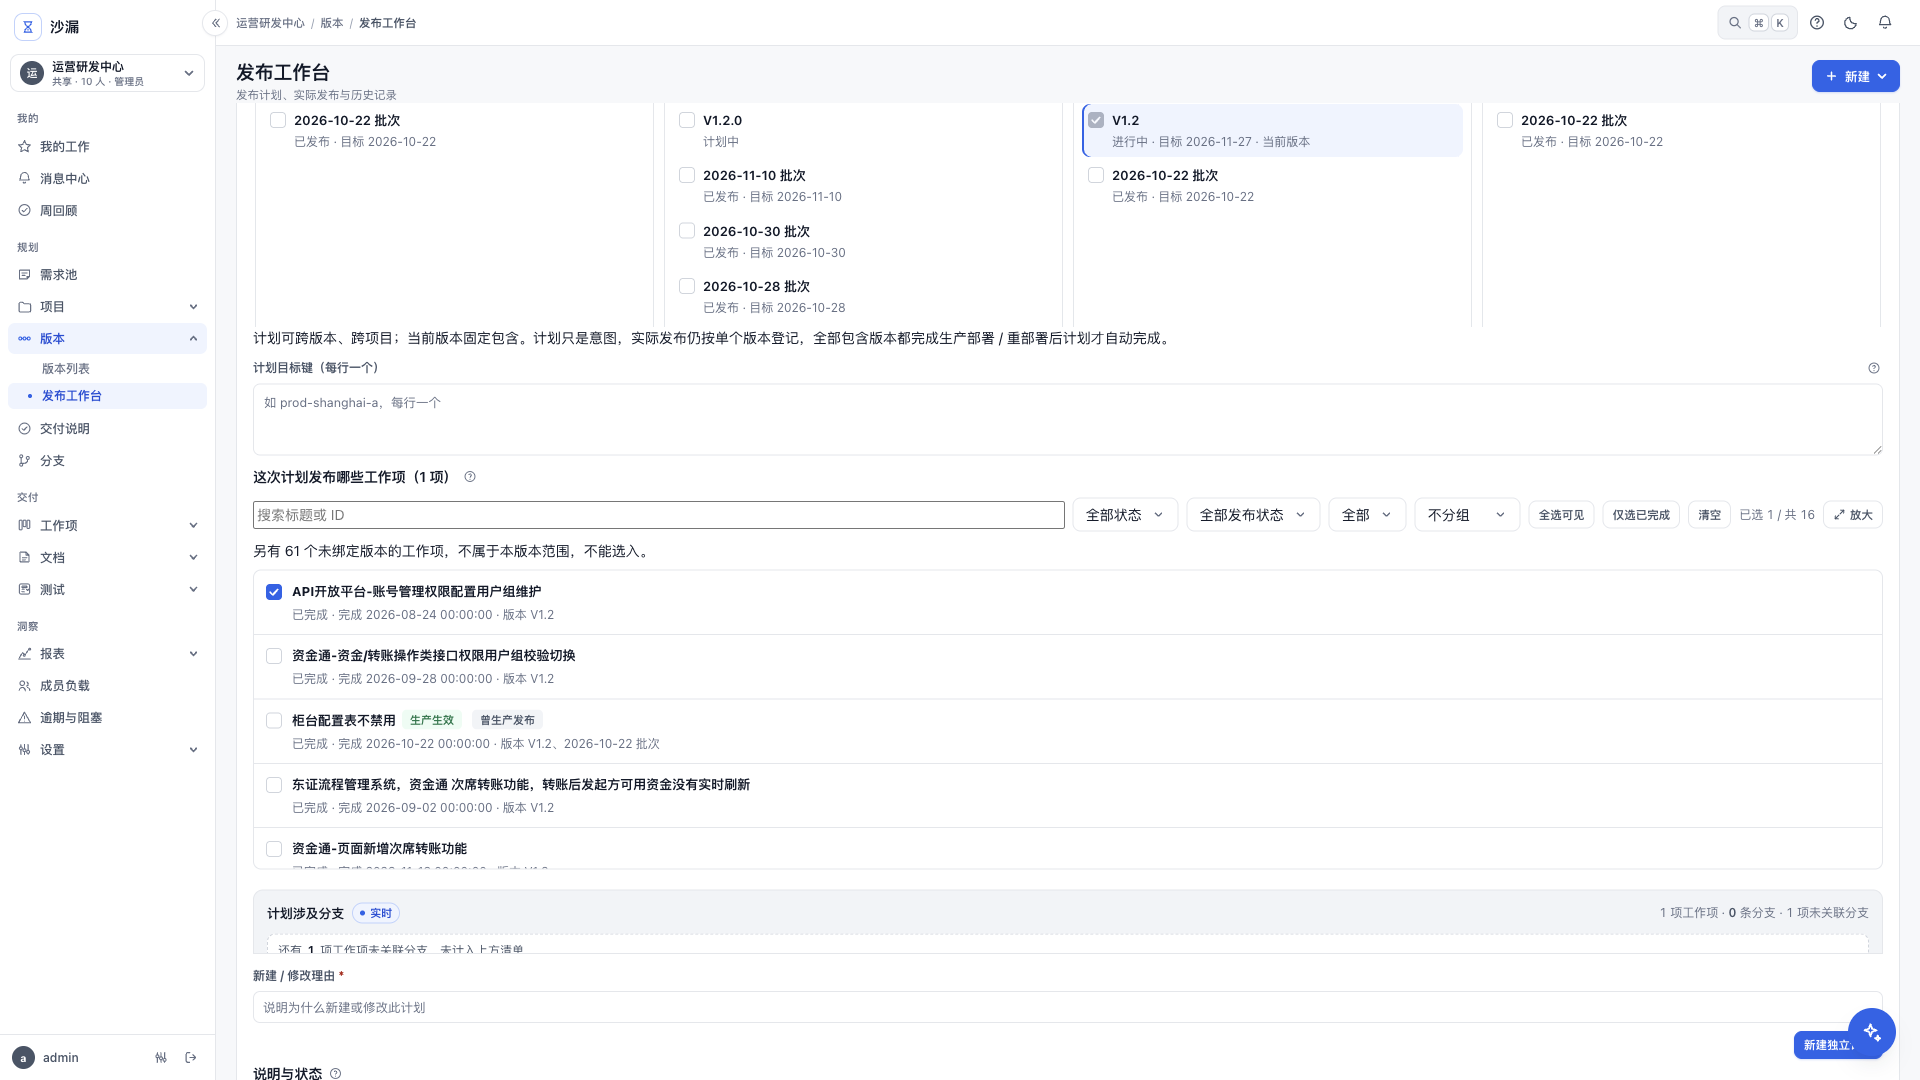 沙漏
运营研发中心 / 版本 / 发布工作台
⌘ K
运
运营研发中心
共享 · 10 人 · 管理员
我的
我的工作
消息中心
周回顾
规划
需求池
项目
版本
版本列表
发布工作台
交付说明
分支
交付
工作项
文档
测试
洞察
报表
成员负载
逾期与阻塞
设置
a admin
发布工作台
发布计划、实际发布与历史记录
+ 新建
2026-10-22 批次
已发布 · 目标 2026-10-22
V1.2.0
计划中
2026-11-10 批次
已发布 · 目标 2026-11-10
2026-10-30 批次
已发布 · 目标 2026-10-30
2026-10-28 批次
已发布 · 目标 2026-10-28
V1.2
进行中 · 目标 2026-11-27 · 当前版本
2026-10-22 批次
已发布 · 目标 2026-10-22
2026-10-22 批次
已发布 · 目标 2026-10-22
计划可跨版本、跨项目；当前版本固定包含。计划只是意图，实际发布仍按单个版本登记，全部包含版本都完成生产部署 / 重部署后计划才自动完成。
计划目标键（每行一个）
如 prod-shanghai-a，每行一个
这次计划发布哪些工作项（1 项）
搜索标题或 ID 全部状态 全部发布状态 全部 不分组 全选可见 仅选已完成 清空 已选 1 / 共 16 放大
另有 61 个未绑定版本的工作项，不属于本版本范围，不能选入。
API开放平台-账号管理权限配置用户组维护
已完成 · 完成 2026-08-24 00:00:00 · 版本 V1.2
资金通-资金/转账操作类接口权限用户组校验切换
已完成 · 完成 2026-09-28 00:00:00 · 版本 V1.2
柜台配置表不禁用 生产生效 曾生产发布
已完成 · 完成 2026-10-22 00:00:00 · 版本 V1.2、2026-10-22 批次
东证流程管理系统，资金通 次席转账功能，转账后发起方可用资金没有实时刷新
已完成 · 完成 2026-09-02 00:00:00 · 版本 V1.2
资金通-页面新增次席转账功能
计划涉及分支 实时 1 项工作项 · 0 条分支 · 1 项未关联分支
还有 1 项工作项未关联分支，未计入上方清单
新建 / 修改理由 *
说明为什么新建或修改此计划
新建独立
说明与状态